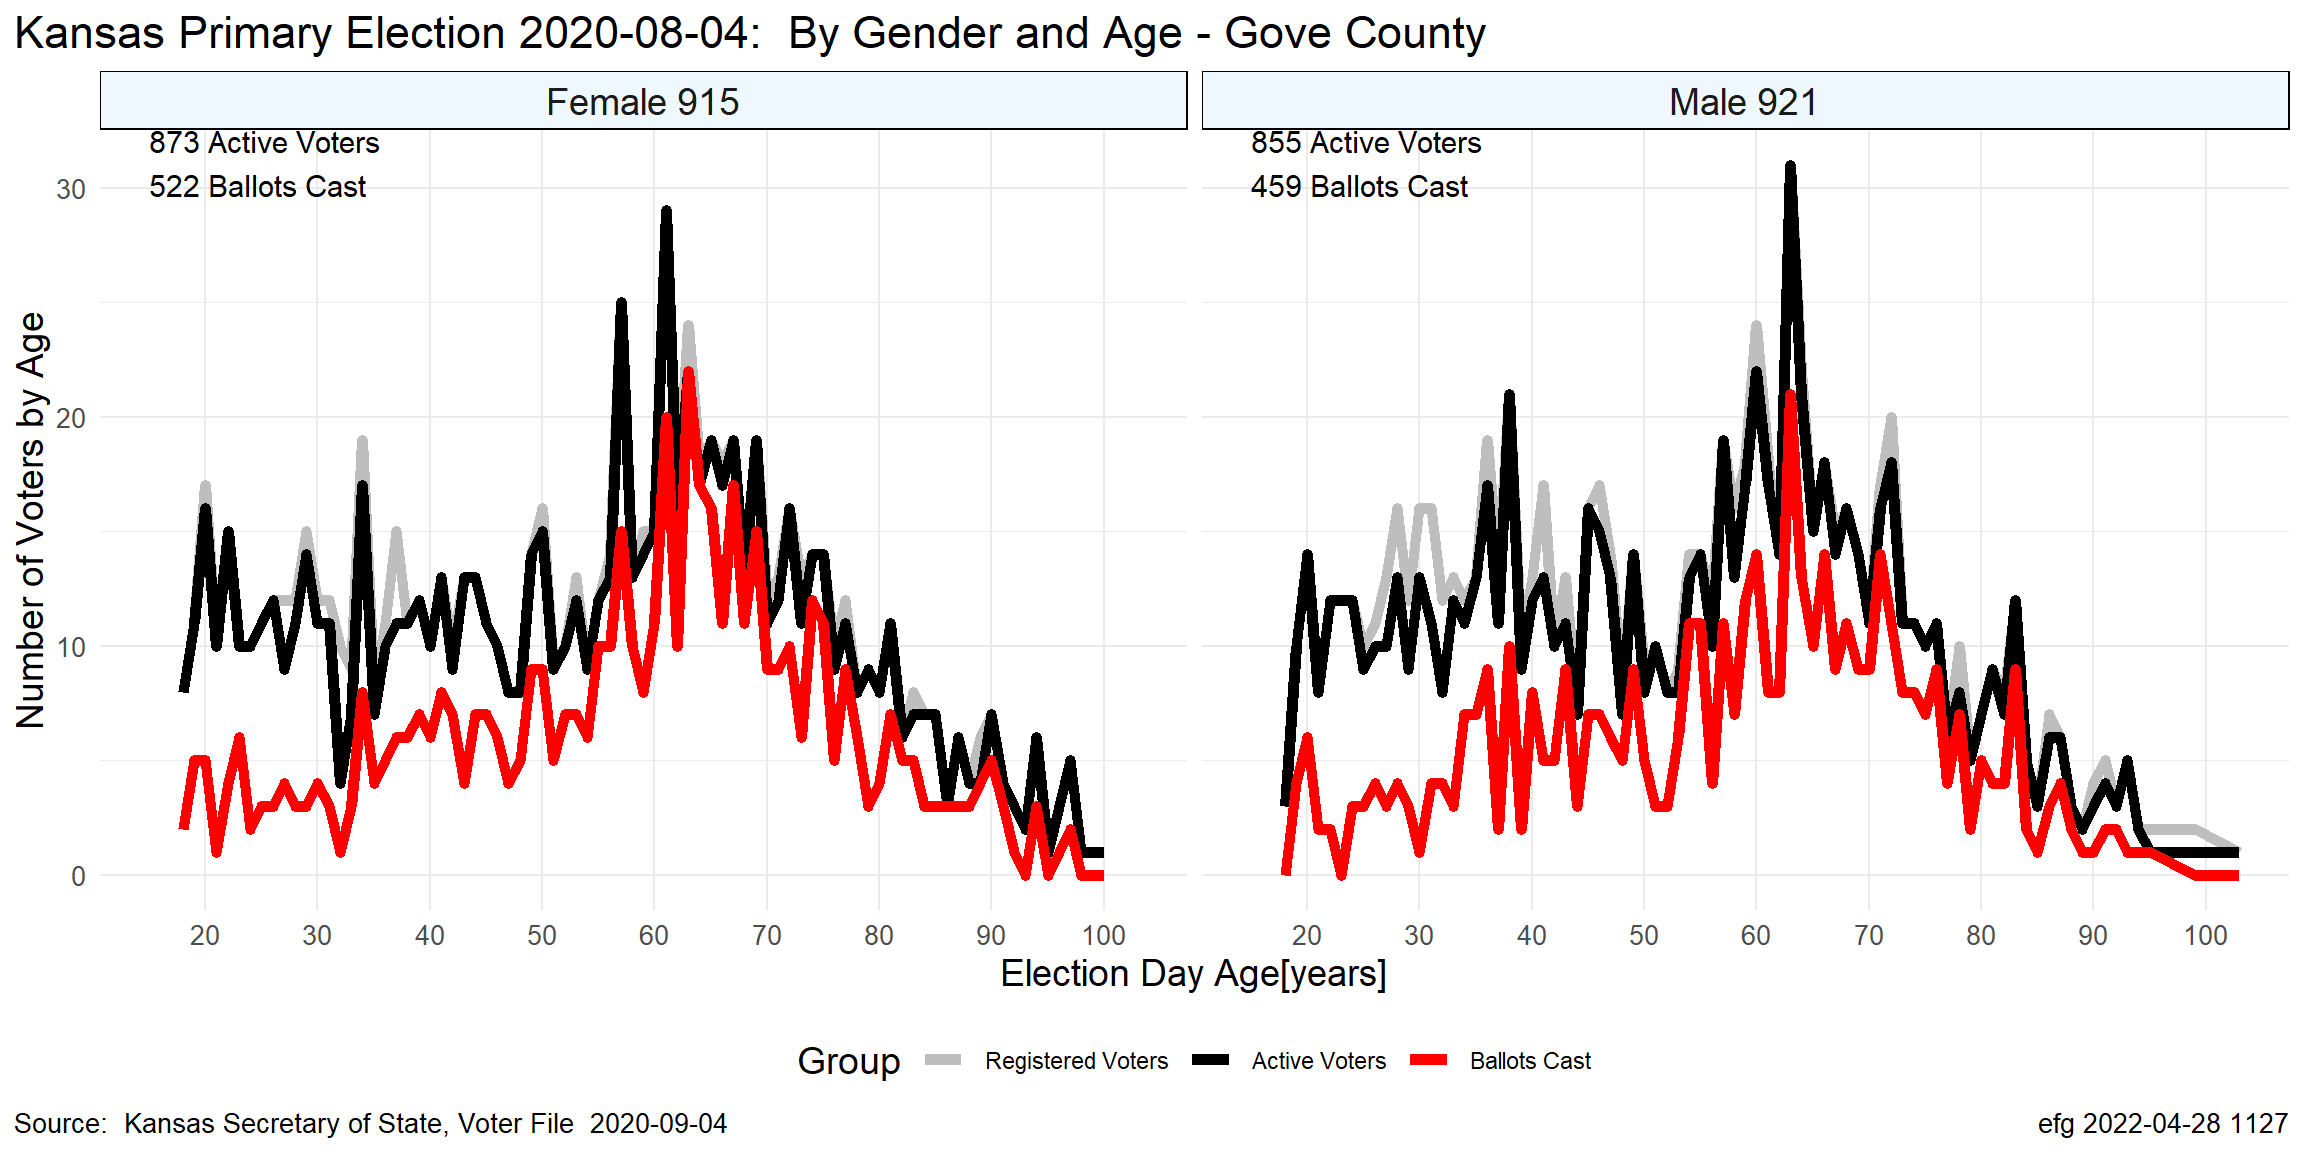 Kansas Primary Election 2020-08-04:  By Gender and Age - Gove County
Female 915
Male 921
873 Active Voters
522 Ballots Cast
855 Active Voters
459 Ballots Cast
Number of Voters by Age
30
20
10
0
20 30 40 50 60 70 80 90 100
20 30 40 50 60 70 80 90 100
Election Day Age[years]
Group Registered Voters Active Voters Ballots Cast
Source:  Kansas Secretary of State, Voter File  2020-09-04
efg 2022-04-28 1127